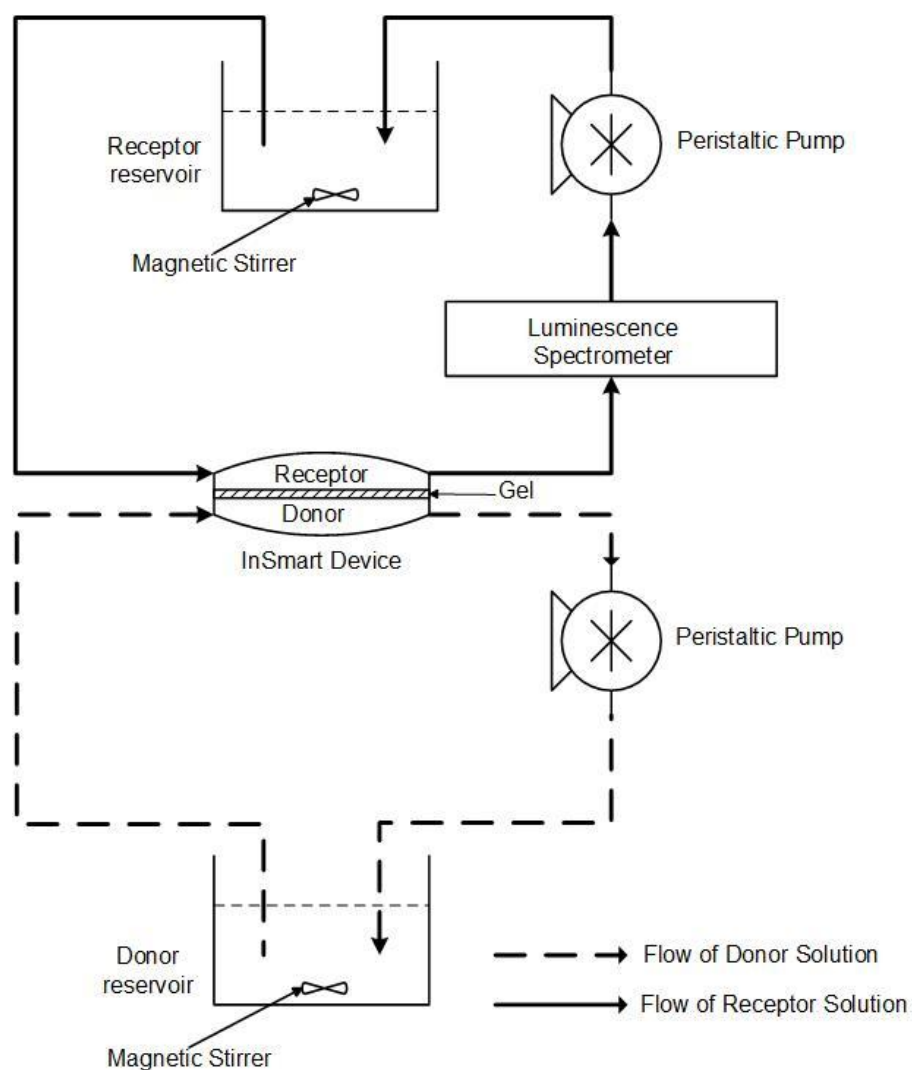 Receptor
reservoir
Peristaltic Pump
Magnetic Stirrer
Luminescence
Spectrometer
Receptor
Gel
Donor
InSmart Device
Peristaltic Pump
Donor
reservoir
Flow of Donor Solution
Flow of Receptor Solution
Magnetic Stirrer